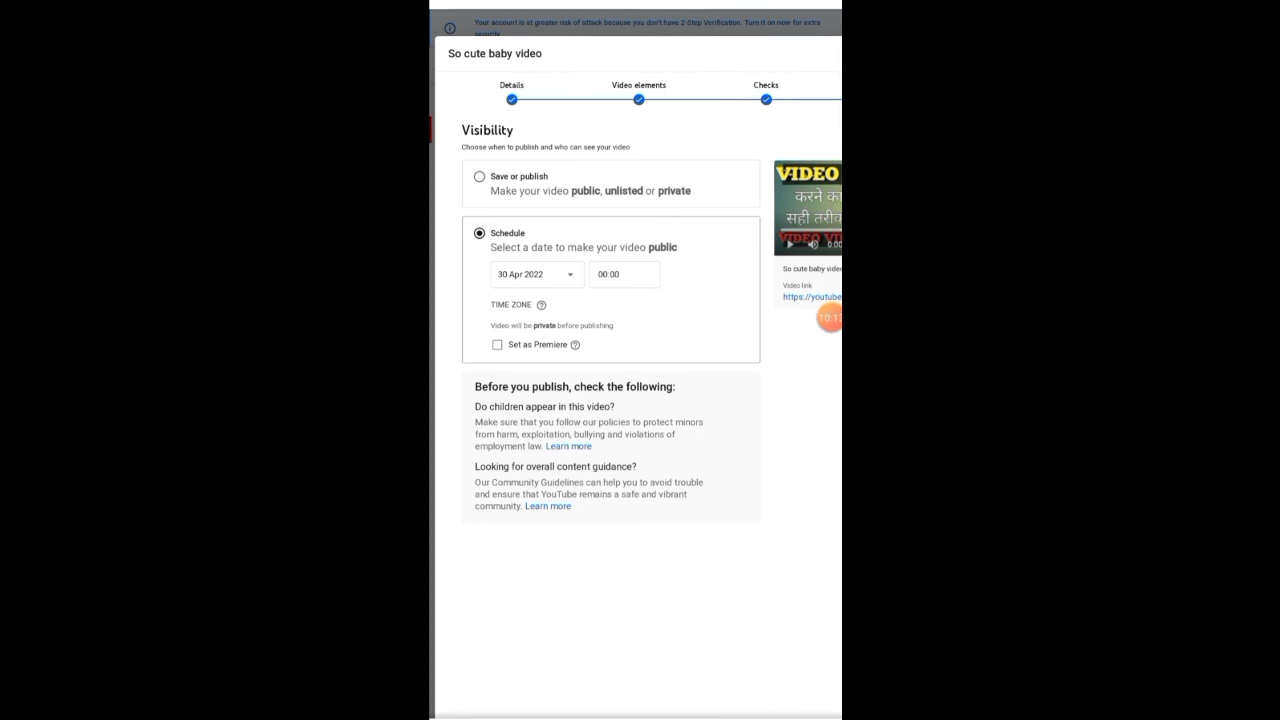 Your account is at greater risk of attack because you don't have 2-Step Verification. Turn it on now for extra
security.
So cute baby video
Details
Video elements
Checks
Visibility
Choose when to publish and who can see your video
Save or publish
Make your video public, unlisted or private
Schedule
Select a date to make your video public
30 Apr 2022
00:00
TIME ZONE
Video will be private before publishing
Set as Premiere
Before you publish, check the following:
Do children appear in this video?
Make sure that you follow our policies to protect minors
from harm, exploitation, bullying and violations of
employment law. Learn more
Looking for overall content guidance?
Our Community Guidelines can help you to avoid trouble
and ensure that YouTube remains a safe and vibrant
community. Learn more
VIDEO
करने का
सही तरीक
VIDEO VI
0:00
So cute baby video
Video link
https://youtube
10:1